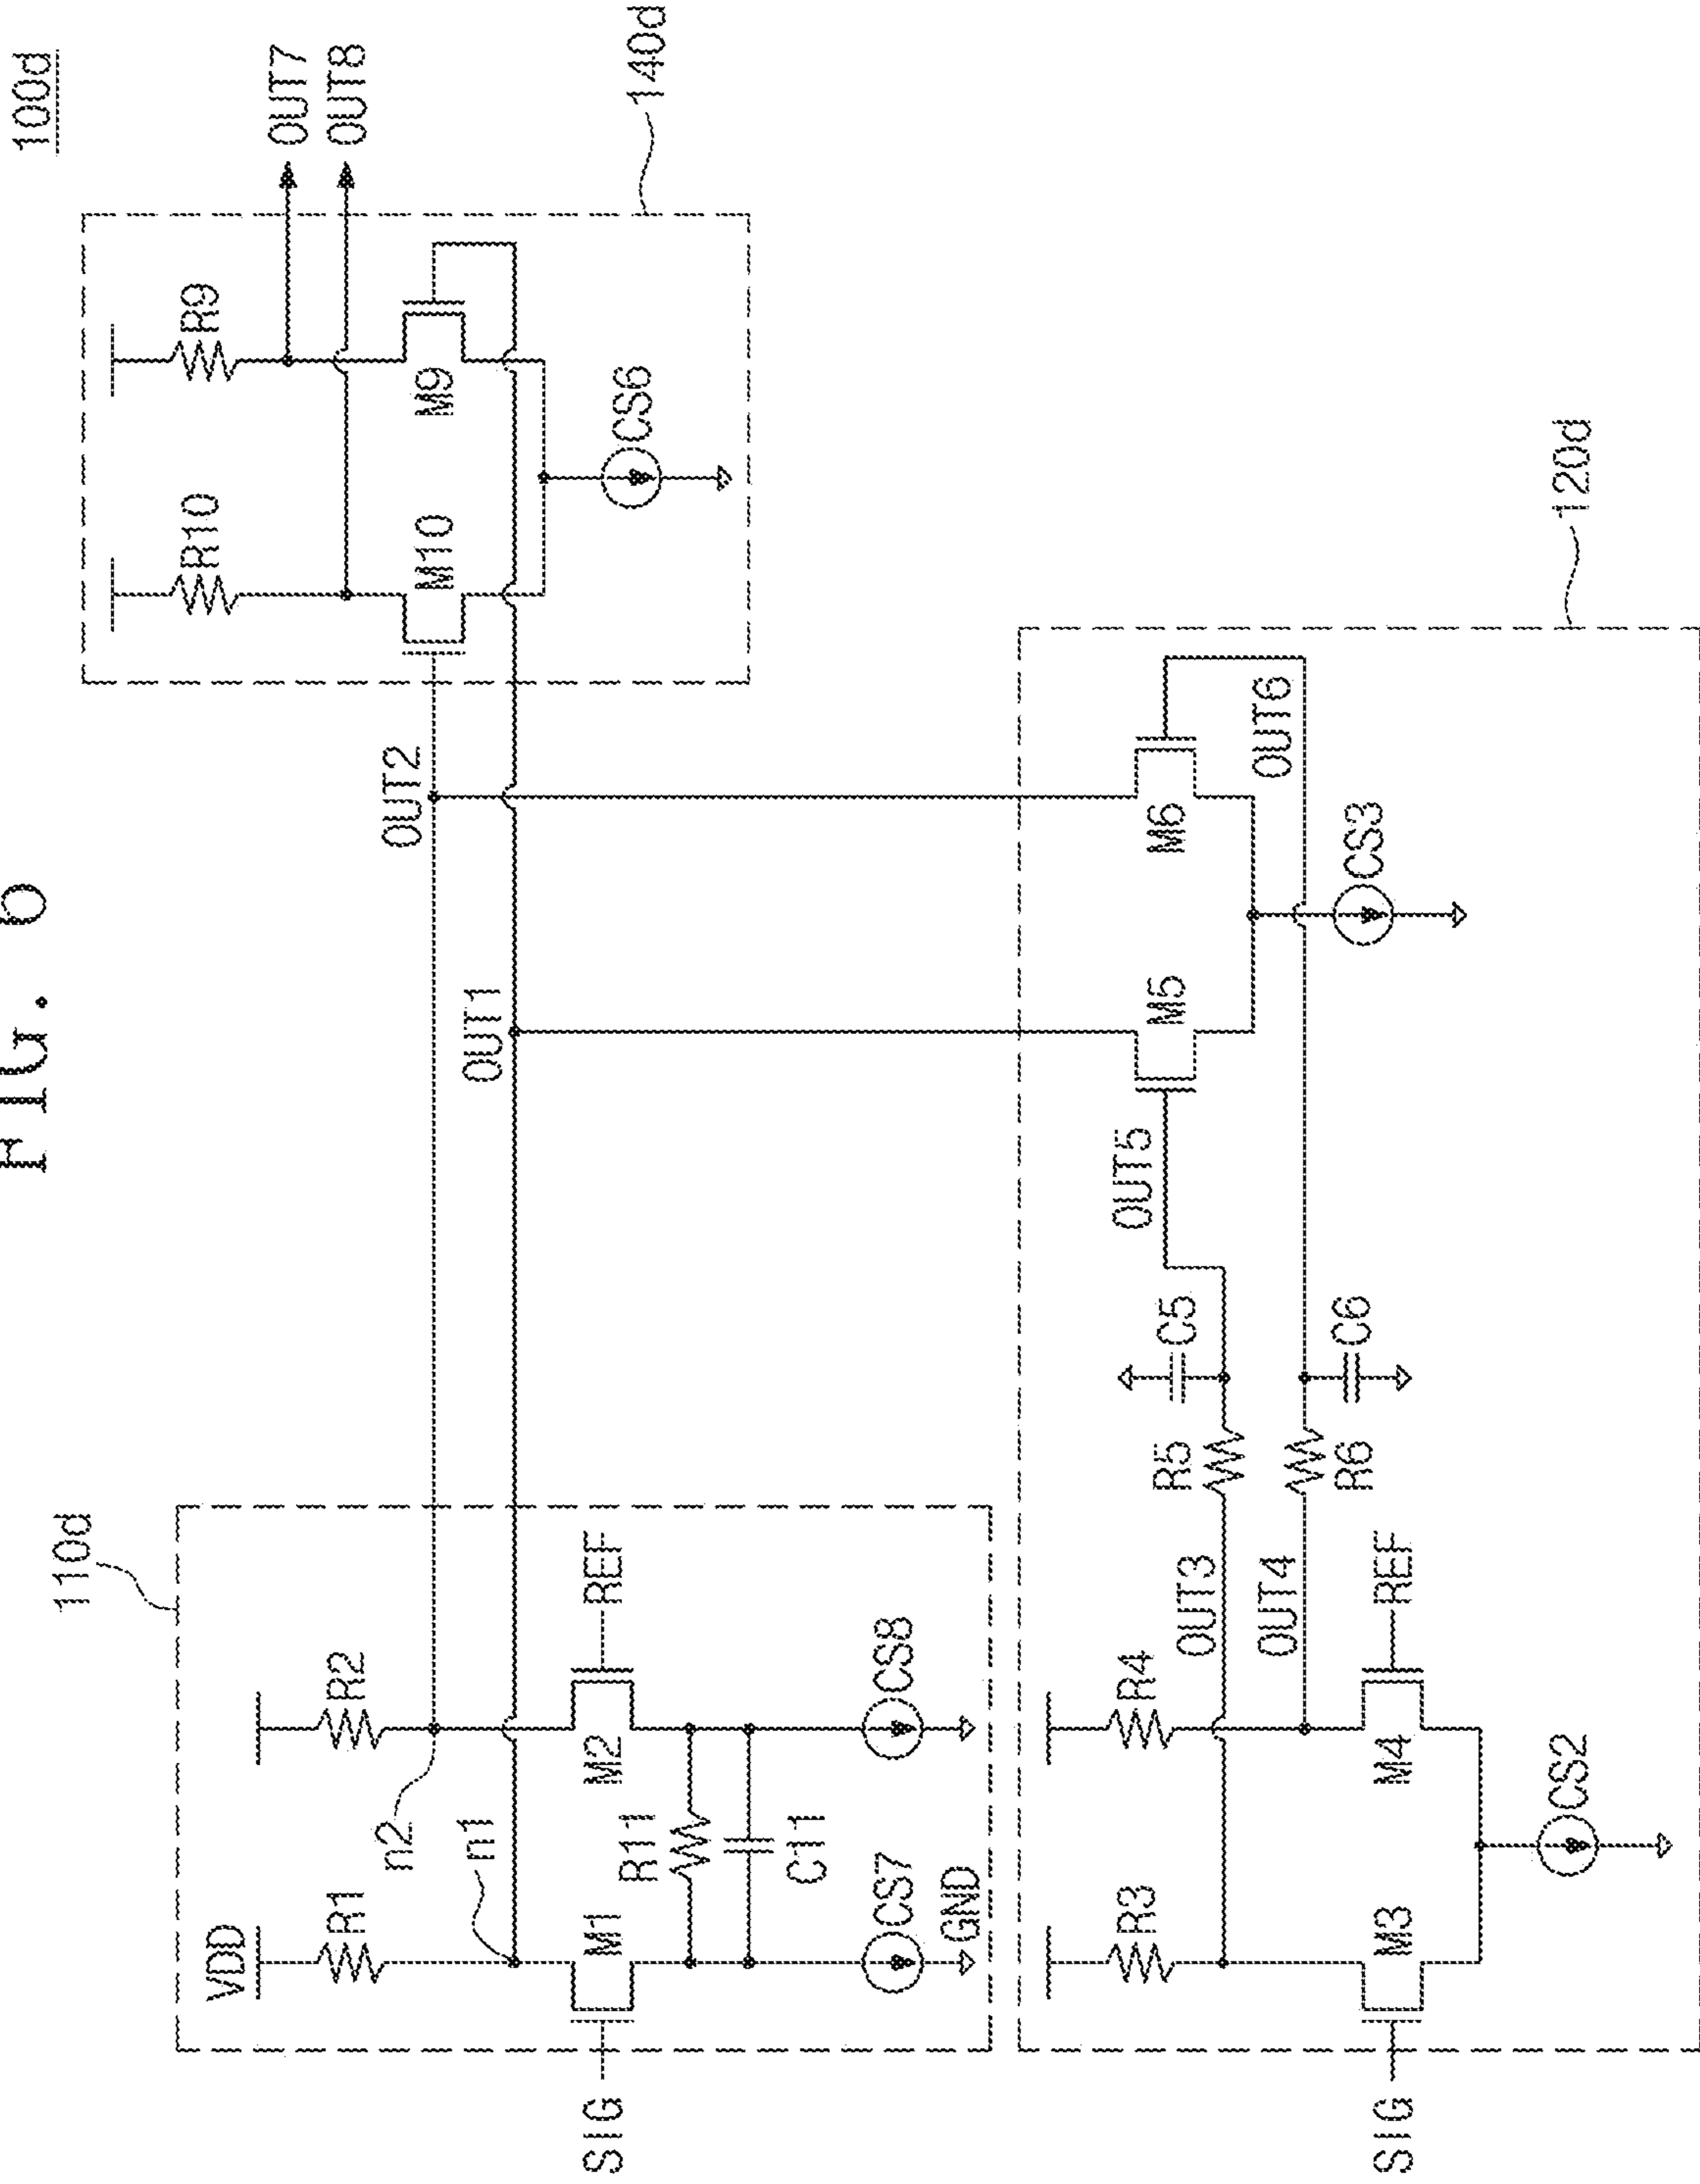 FIG. 6
100d
110d
VDD
R1
R2
n2
n1
OUT2
OUT1
SIG
M1
M2
REF
R11
C11
CS7
CS8
GND
R10
R9
OUT7
OUT8
M10
M9
CS6
140d
120d
R3
R4
OUT3
OUT4
R5
C5
R6
C6
OUT5
M5
M6
OUT6
CS3
SIG
M3
M4
REF
CS2